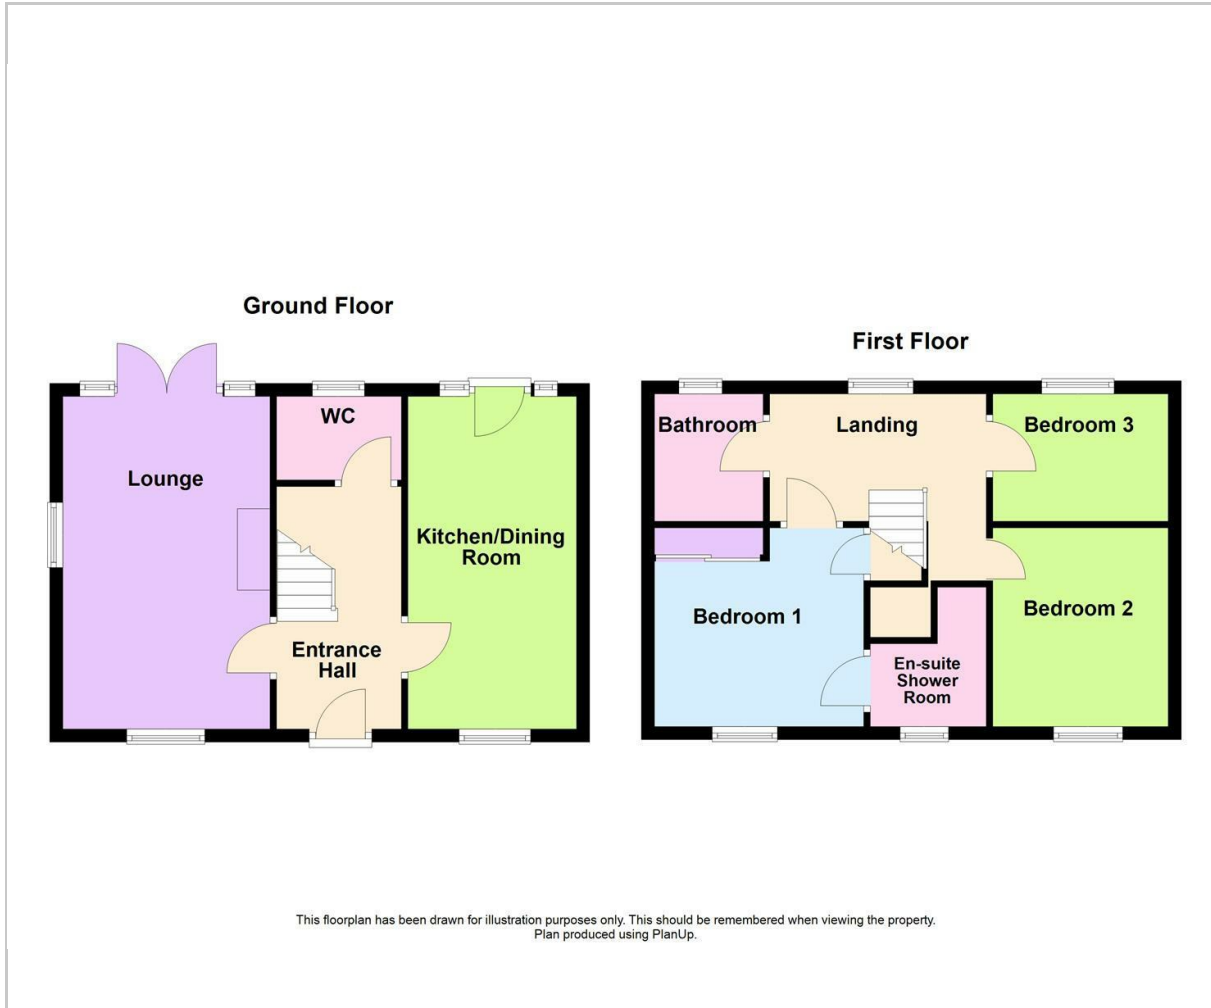 Ground Floor
WC
Lounge
Kitchen/Dining
Room
Entrance
Hall
First Floor
Bathroom
Landing
Bedroom 3
Bedroom 1
Bedroom 2
En-suite
Shower
Room
This floorplan has been drawn for illustration purposes only. This should be remembered when viewing the property.
Plan produced using PlanUp.